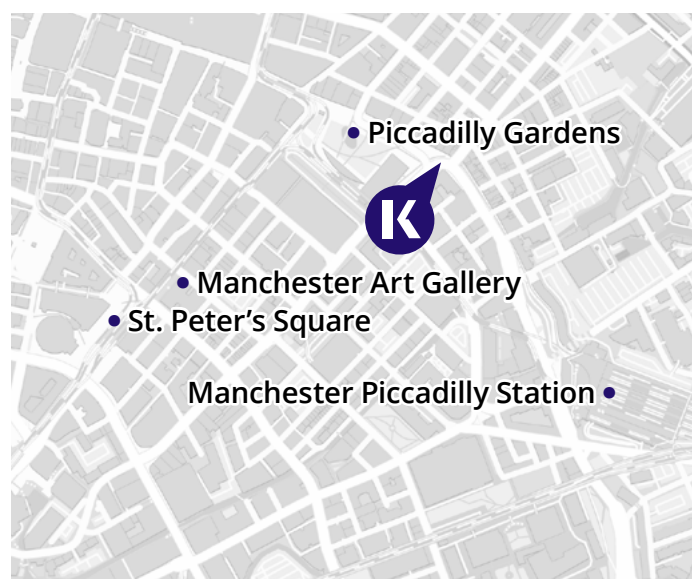 Piccadilly Gardens
K
Manchester Art Gallery
St. Peter’s Square
Manchester Piccadilly Station